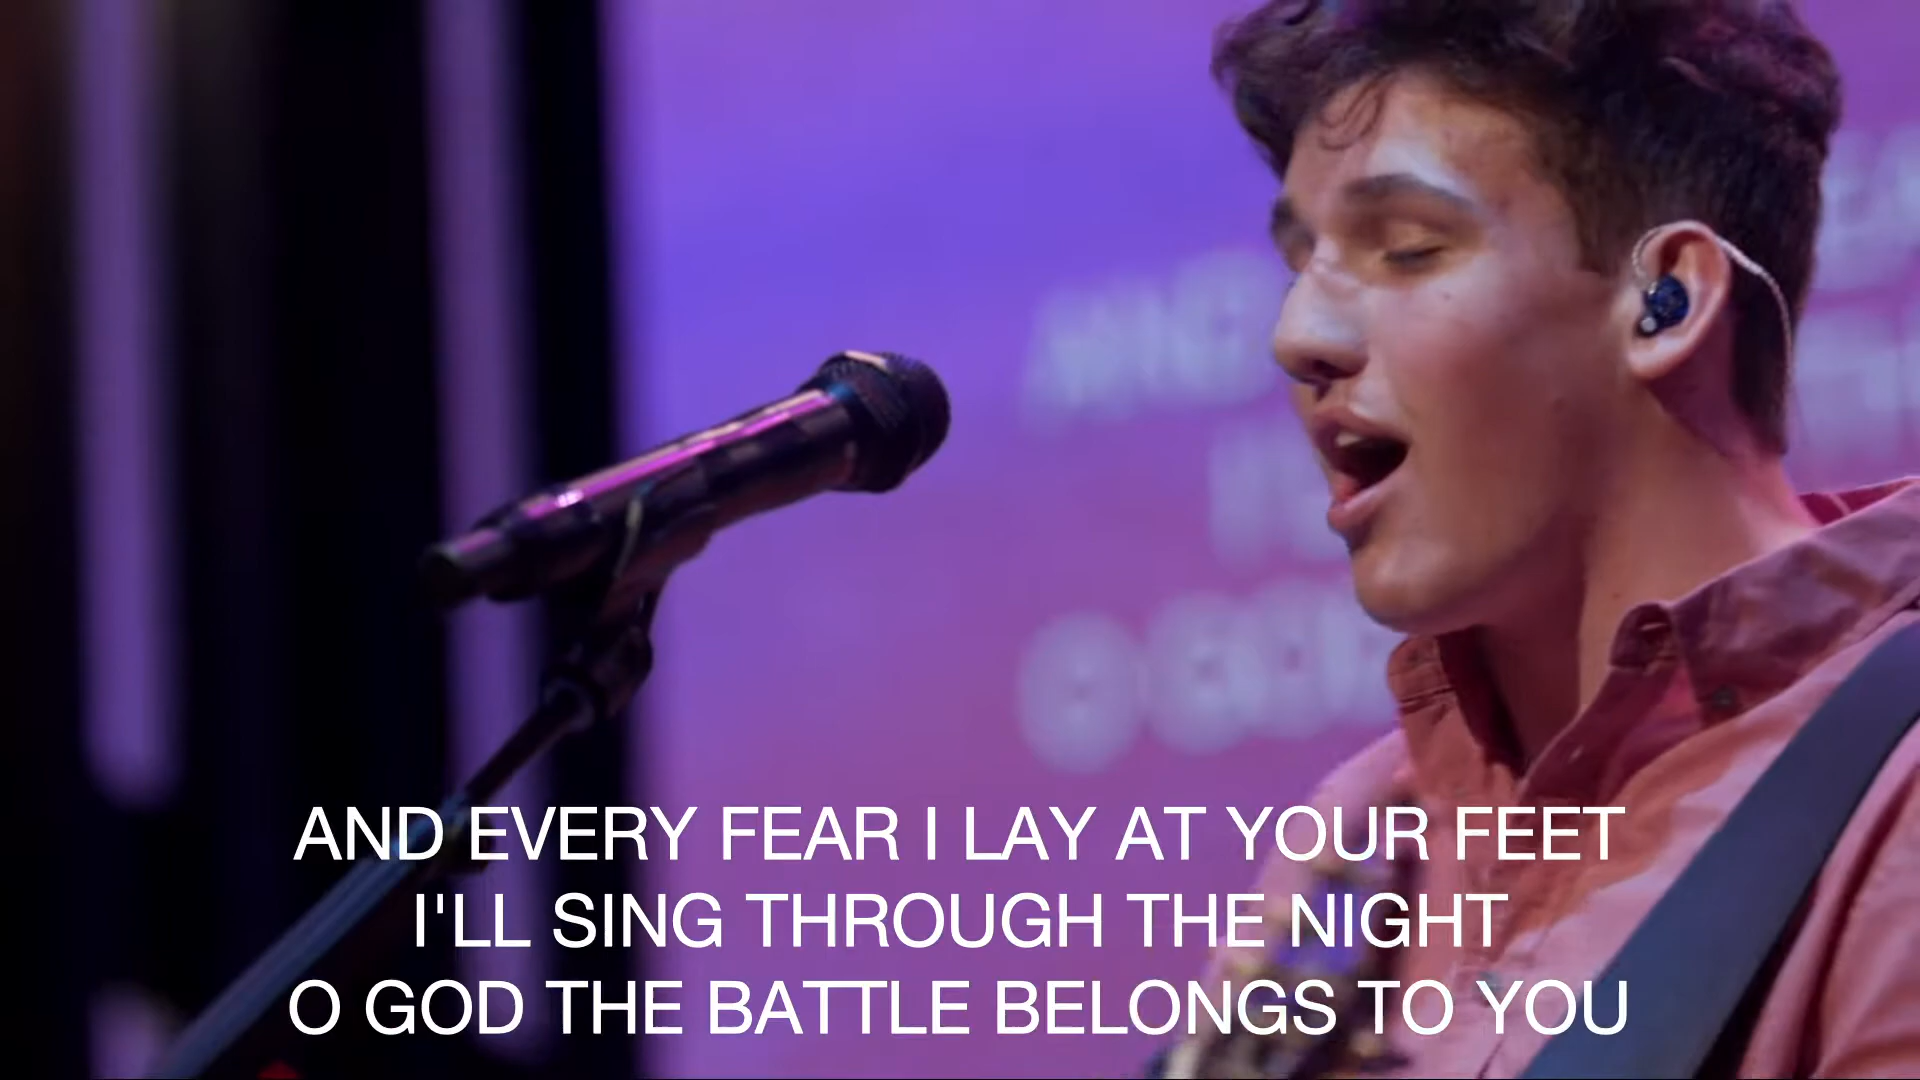 AND EVERY FEAR I LAY AT YOUR FEET
I'LL SING THROUGH THE NIGHT
O GOD THE BATTLE BELONGS TO YOU